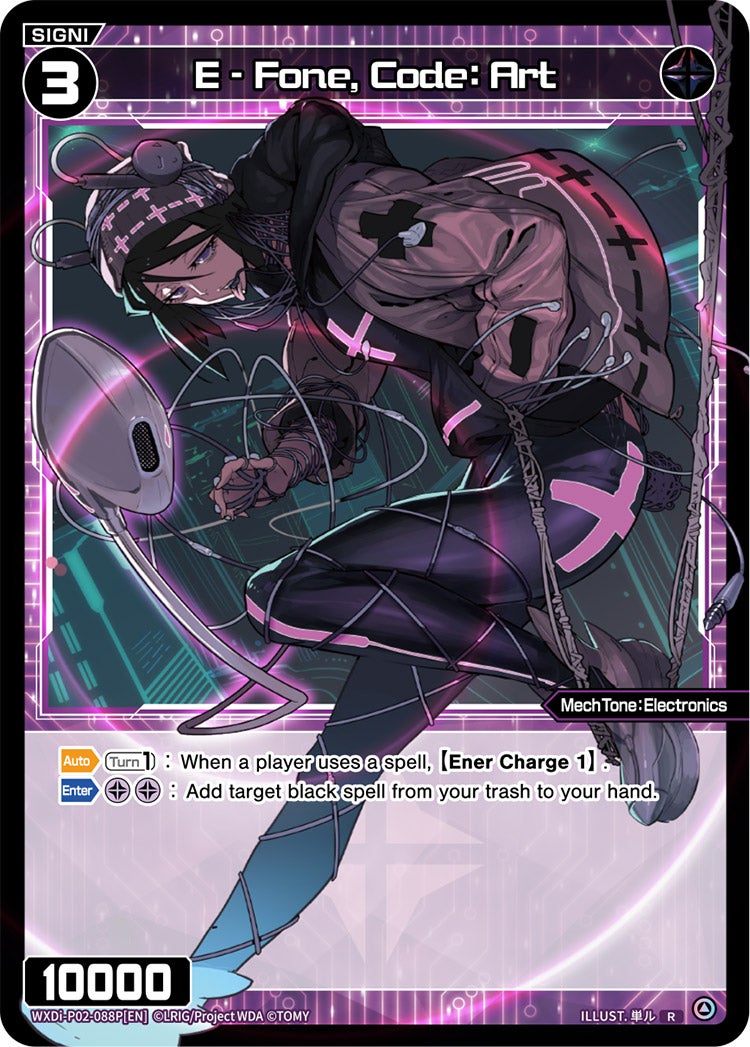 SIGNI
3
E - Fone, Code: Art
MechTone:Electronics
Auto Turn 1 : When a player uses a spell, 【Ener Charge 1】.
Enter : Add target black spell from your trash to your hand.
10000
WXDi-P02-088P[EN] ©LRIG/Project WDA ©TOMY
ILLUST. 単ル R